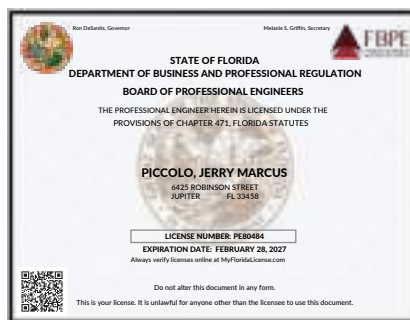 Ron DeSantis, Governor
Melanie S. Griffin, Secretary
FBPE
STATE OF FLORIDA
DEPARTMENT OF BUSINESS AND PROFESSIONAL REGULATION
BOARD OF PROFESSIONAL ENGINEERS
THE PROFESSIONAL ENGINEER HEREIN IS LICENSED UNDER THE
PROVISIONS OF CHAPTER 471, FLORIDA STATUTES
PICCOLO, JERRY MARCUS
6425 ROBINSON STREET
JUPITER FL 33458
LICENSE NUMBER: PE80484
EXPIRATION DATE: FEBRUARY 28, 2027
Always verify licenses online at MyFloridaLicense.com
Do not alter this document in any form.
This is your license. It is unlawful for anyone other than the licensee to use this document.